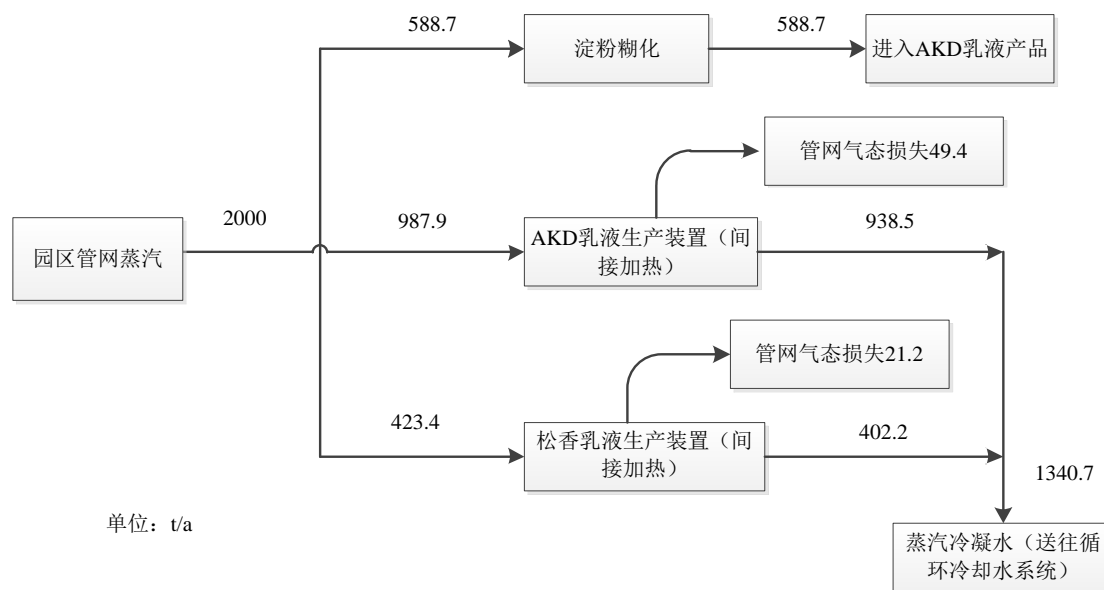 588.7
淀粉糊化
588.7
进入AKD乳液产品
管网气态损失49.4
园区管网蒸汽
2000
987.9
AKD乳液生产装置（间
接加热）
938.5
管网气态损失21.2
423.4
松香乳液生产装置（间
接加热）
402.2
1340.7
单位：t/a
蒸汽冷凝水（送往循
环冷却水系统）